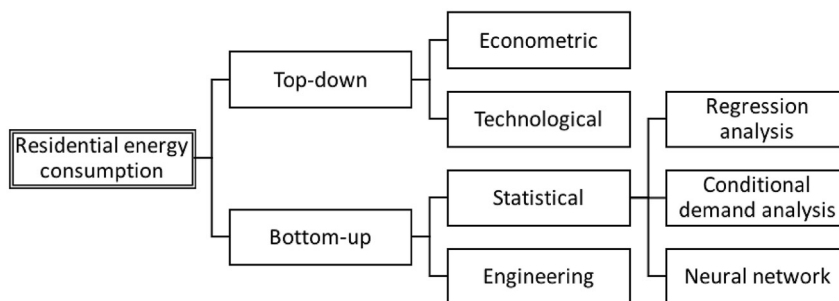 Residential energy
consumption
Top-down
Bottom-up
Econometric
Technological
Statistical
Engineering
Regression
analysis
Conditional
demand analysis
Neural network